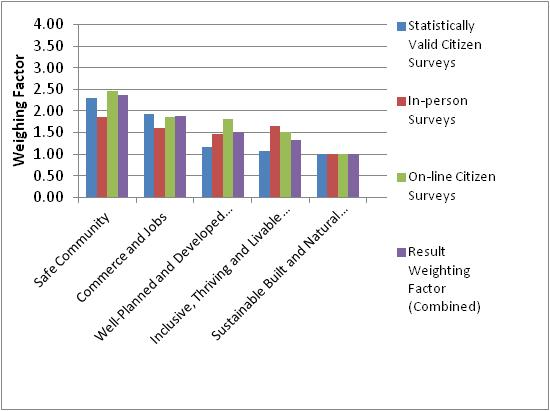 4.00
3.50
3.00
2.50
2.00
1.50
1.00
0.50
0.00
Weighing Factor
Safe Community
Commerce and Jobs
Well-Planned and Developed...
Inclusive, Thriving and Livable...
Sustainable Built and Natural...
Statistically
Valid Citizen
Surveys
In-person
Surveys
On-line Citizen
Surveys
Result
Weighting
Factor
(Combined)